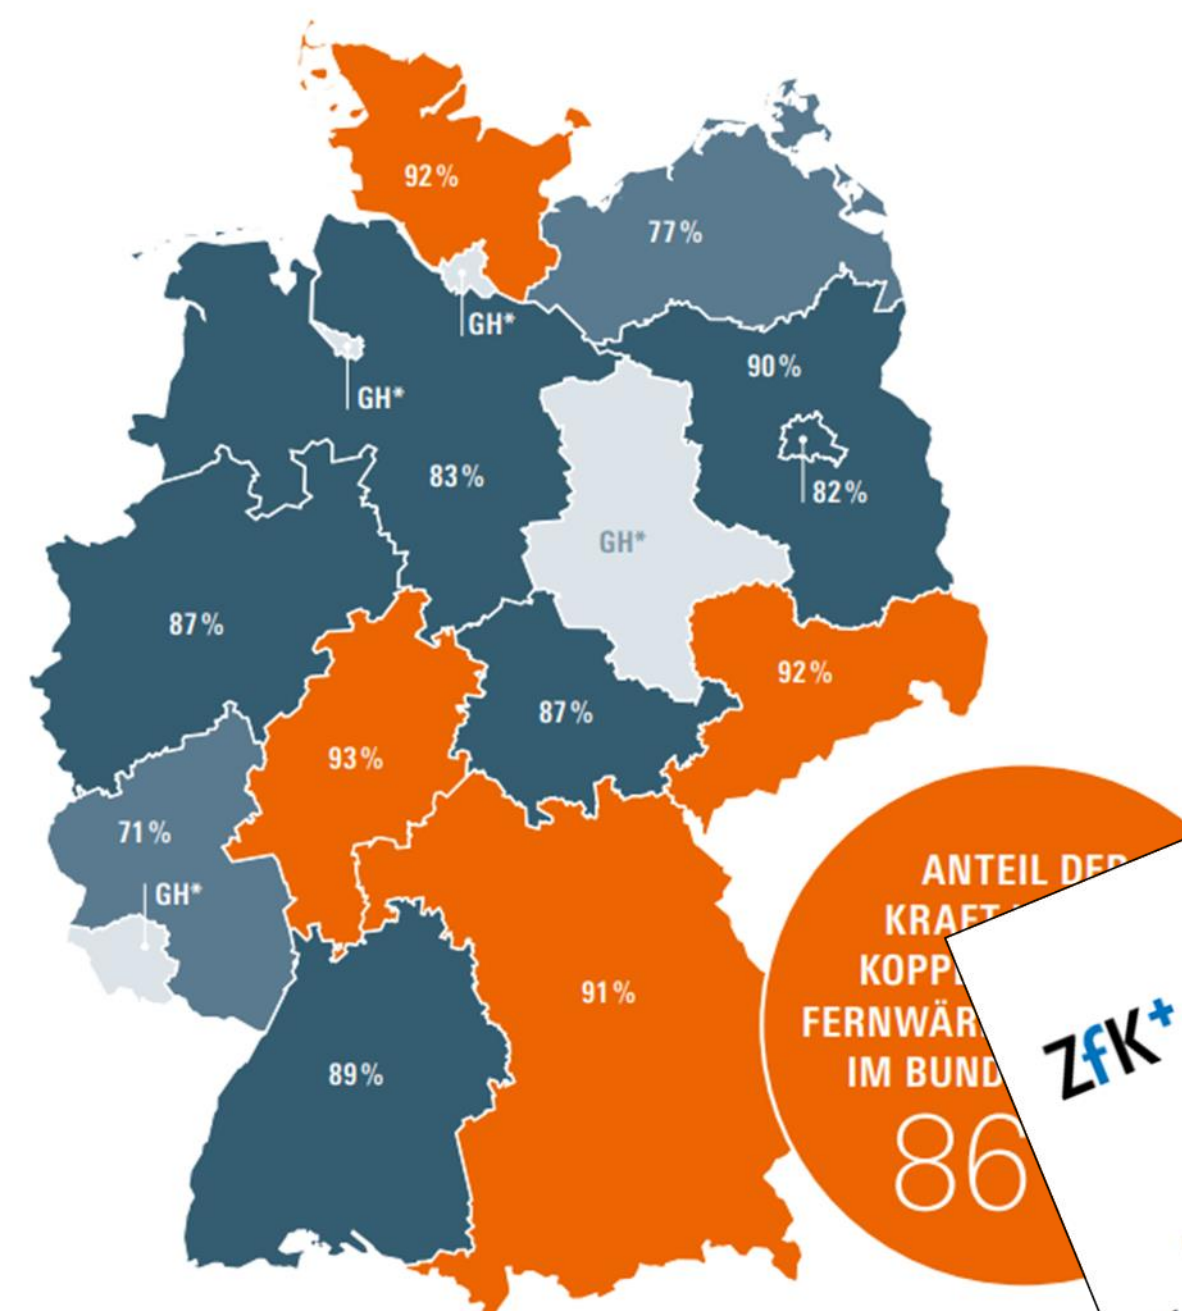 92%
77%
GH*
90%
GH*
83%
82%
GH*
87%
92%
87%
93%
71%
GH*
91%
89%
ANTEIL DER
KRAFT
KOPP
FERNWÄR
IM BUND
86
ZfK+